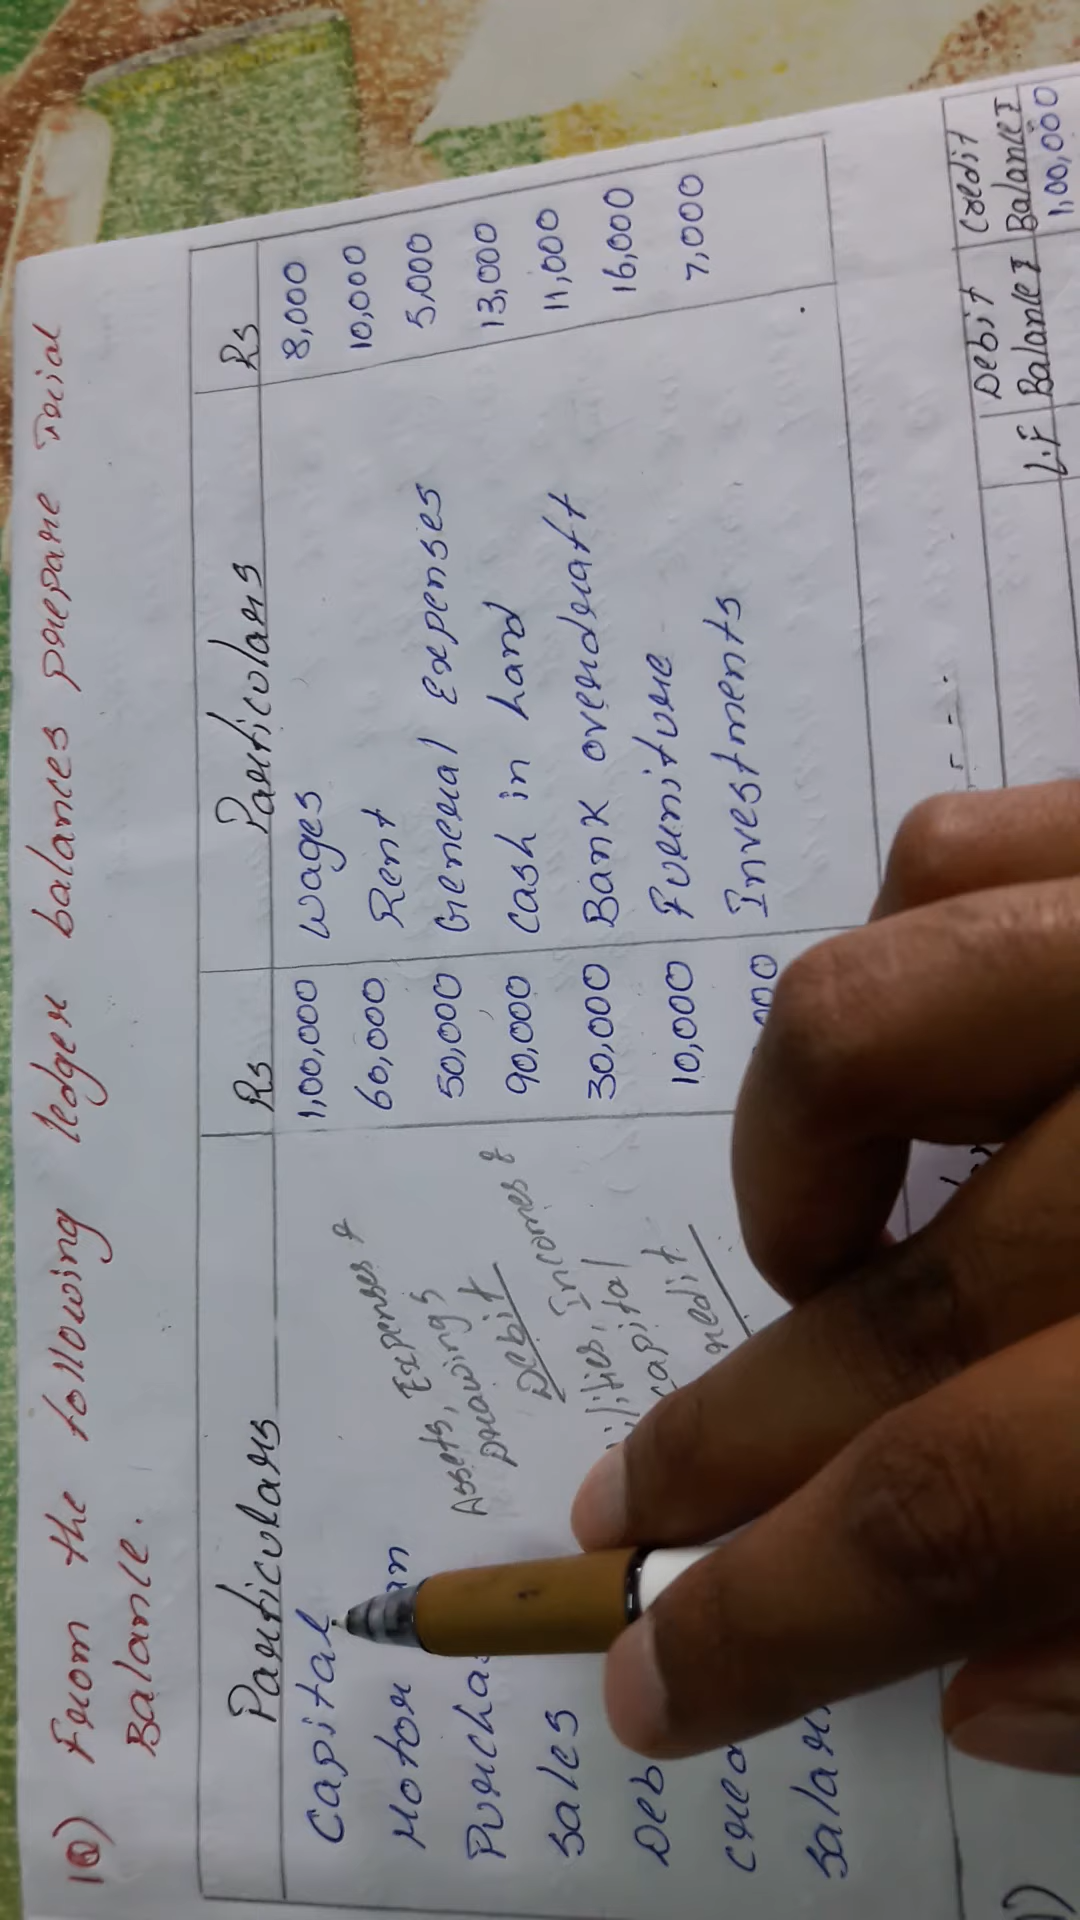 1Q) From the following ledger balances prepare Trial
Balance.
Particulars Rs Particulars Rs
Capital 1,00,000 Wages 8,000
Motor 60,000 Rent 10,000
50,000 General Expenses 5,000
Sales 90,000 Cash in hand 13,000
30,000 Bank overdraft 11,000
10,000 Furniture 16,000
Investments 7,000
Assets, Expenses &
Drawings
Debit
Incomes &
Capital
L.F Debit Balance ₹ Credit Balance ₹
1,00,000